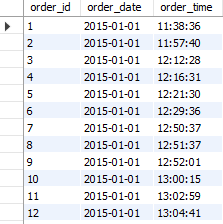 order_id order_date order_time
1 2015-01-01 11:38:36
2 2015-01-01 11:57:40
3 2015-01-01 12:12:28
4 2015-01-01 12:16:31
5 2015-01-01 12:21:30
6 2015-01-01 12:29:36
7 2015-01-01 12:50:37
8 2015-01-01 12:51:37
9 2015-01-01 12:52:01
10 2015-01-01 13:00:15
11 2015-01-01 13:02:59
12 2015-01-01 13:04:41